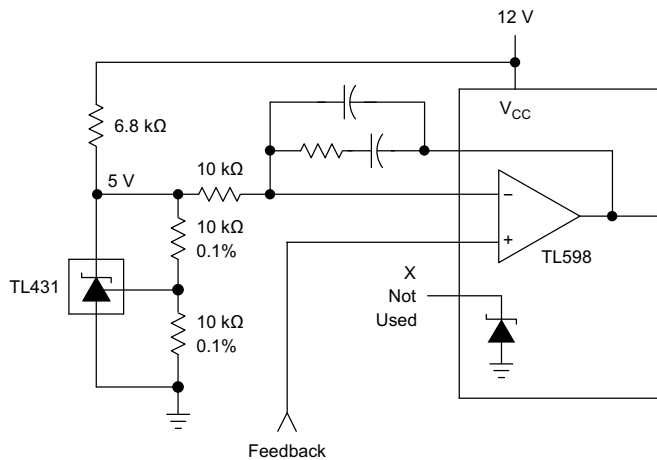 12 V
V_CC
6.8 kΩ
5 V
10 kΩ
10 kΩ
0.1%
−
+
TL598
TL431
X
Not
Used
10 kΩ
0.1%
Feedback